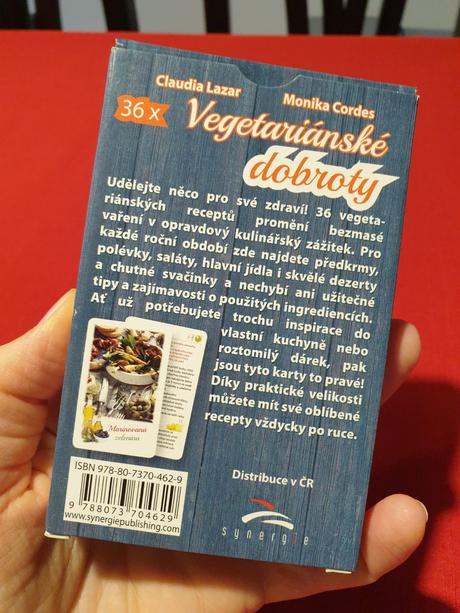 Claudia Lazar
Monika Cordes
36 x
Vegetariánské
dobroty
Udělejte něco pro své zdraví! 36 vegeta-
riánských receptů promění bezmasé
vaření v opravdový kulinářský zážitek. Pro
každé roční období zde najdete předkrmy,
polévky, saláty, hlavní jídla i skvělé dezerty
a chutné svačinky a nechybí ani užitečné
tipy a zajímavosti o použitých ingrediencích.
Ať už potřebujete trochu inspirace do
vlastní kuchyně nebo
roztomilý dárek, pak
jsou tyto karty to pravé!
Díky praktické velikosti
můžete mít své oblíbené
recepty vždycky po ruce.
Marinovaná
zelenina
ISBN 978-80-7370-462-9
9 788073 704629
www.synergiepublishing.com
Distribuce v ČR
synergie